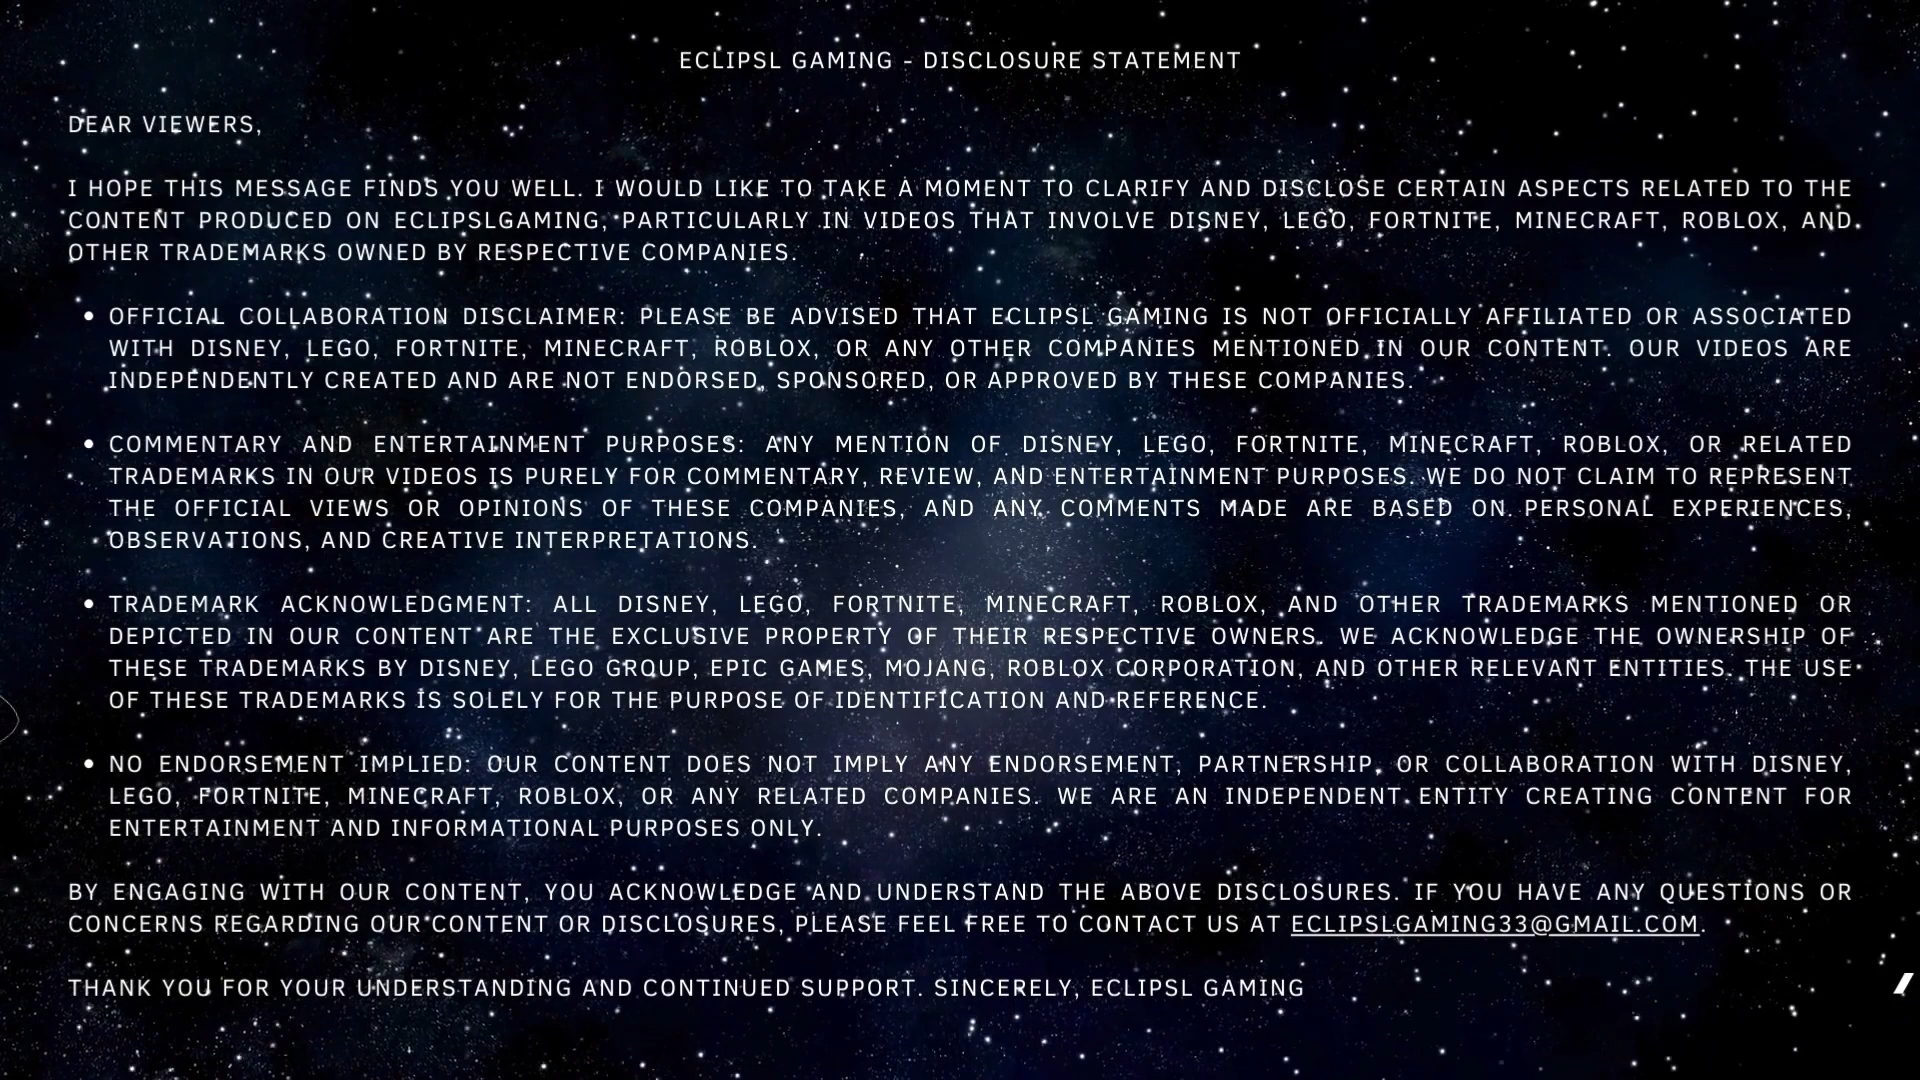 ECLIPSL GAMING - DISCLOSURE STATEMENT
DEAR VIEWERS,
I HOPE THIS MESSAGE FINDS YOU WELL. I WOULD LIKE TO TAKE A MOMENT TO CLARIFY AND DISCLOSE CERTAIN ASPECTS RELATED TO THE
CONTENT PRODUCED ON ECLIPSLGAMING, PARTICULARLY IN VIDEOS THAT INVOLVE DISNEY, LEGO, FORTNITE, MINECRAFT, ROBLOX, AND
OTHER TRADEMARKS OWNED BY RESPECTIVE COMPANIES.
• OFFICIAL COLLABORATION DISCLAIMER: PLEASE BE ADVISED THAT ECLIPSL GAMING IS NOT OFFICIALLY AFFILIATED OR ASSOCIATED
WITH DISNEY, LEGO, FORTNITE, MINECRAFT, ROBLOX, OR ANY OTHER COMPANIES MENTIONED IN OUR CONTENT. OUR VIDEOS ARE
INDEPENDENTLY CREATED AND ARE NOT ENDORSED, SPONSORED, OR APPROVED BY THESE COMPANIES.
• COMMENTARY AND ENTERTAINMENT PURPOSES: ANY MENTION OF DISNEY, LEGO, FORTNITE, MINECRAFT, ROBLOX, OR RELATED
TRADEMARKS IN OUR VIDEOS IS PURELY FOR COMMENTARY, REVIEW, AND ENTERTAINMENT PURPOSES. WE DO NOT CLAIM TO REPRESENT
THE OFFICIAL VIEWS OR OPINIONS OF THESE COMPANIES, AND ANY COMMENTS MADE ARE BASED ON PERSONAL EXPERIENCES,
OBSERVATIONS, AND CREATIVE INTERPRETATIONS.
• TRADEMARK ACKNOWLEDGMENT: ALL DISNEY, LEGO, FORTNITE, MINECRAFT, ROBLOX, AND OTHER TRADEMARKS MENTIONED OR
DEPICTED IN OUR CONTENT ARE THE EXCLUSIVE PROPERTY OF THEIR RESPECTIVE OWNERS. WE ACKNOWLEDGE THE OWNERSHIP OF
THESE TRADEMARKS BY DISNEY, LEGO GROUP, EPIC GAMES, MOJANG, ROBLOX CORPORATION, AND OTHER RELEVANT ENTITIES. THE USE
OF THESE TRADEMARKS IS SOLELY FOR THE PURPOSE OF IDENTIFICATION AND REFERENCE.
• NO ENDORSEMENT IMPLIED: OUR CONTENT DOES NOT IMPLY ANY ENDORSEMENT, PARTNERSHIP, OR COLLABORATION WITH DISNEY,
LEGO, FORTNITE, MINECRAFT, ROBLOX, OR ANY RELATED COMPANIES. WE ARE AN INDEPENDENT ENTITY CREATING CONTENT FOR
ENTERTAINMENT AND INFORMATIONAL PURPOSES ONLY.
BY ENGAGING WITH OUR CONTENT, YOU ACKNOWLEDGE AND UNDERSTAND THE ABOVE DISCLOSURES. IF YOU HAVE ANY QUESTIONS OR
CONCERNS REGARDING OUR CONTENT OR DISCLOSURES, PLEASE FEEL FREE TO CONTACT US AT ECLIPSLGAMING33@GMAIL.COM.
THANK YOU FOR YOUR UNDERSTANDING AND CONTINUED SUPPORT. SINCERELY, ECLIPSL GAMING